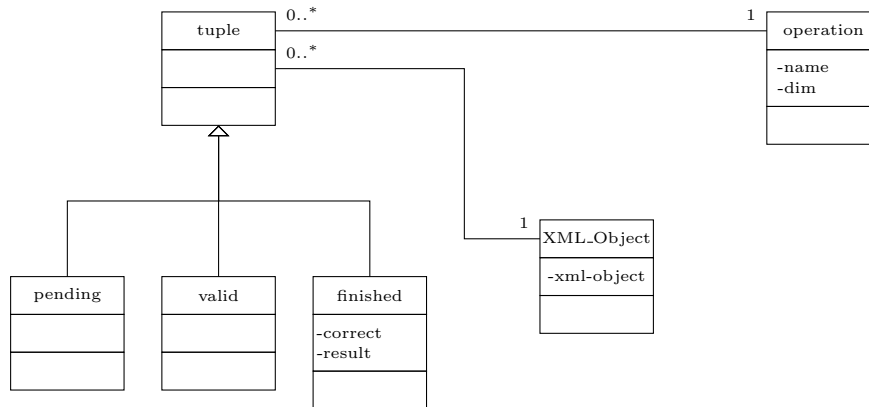 tuple
0..*
1
operation
0..*
-name
-dim
1
XML_Object
-xml-object
pending
valid
finished
-correct
-result